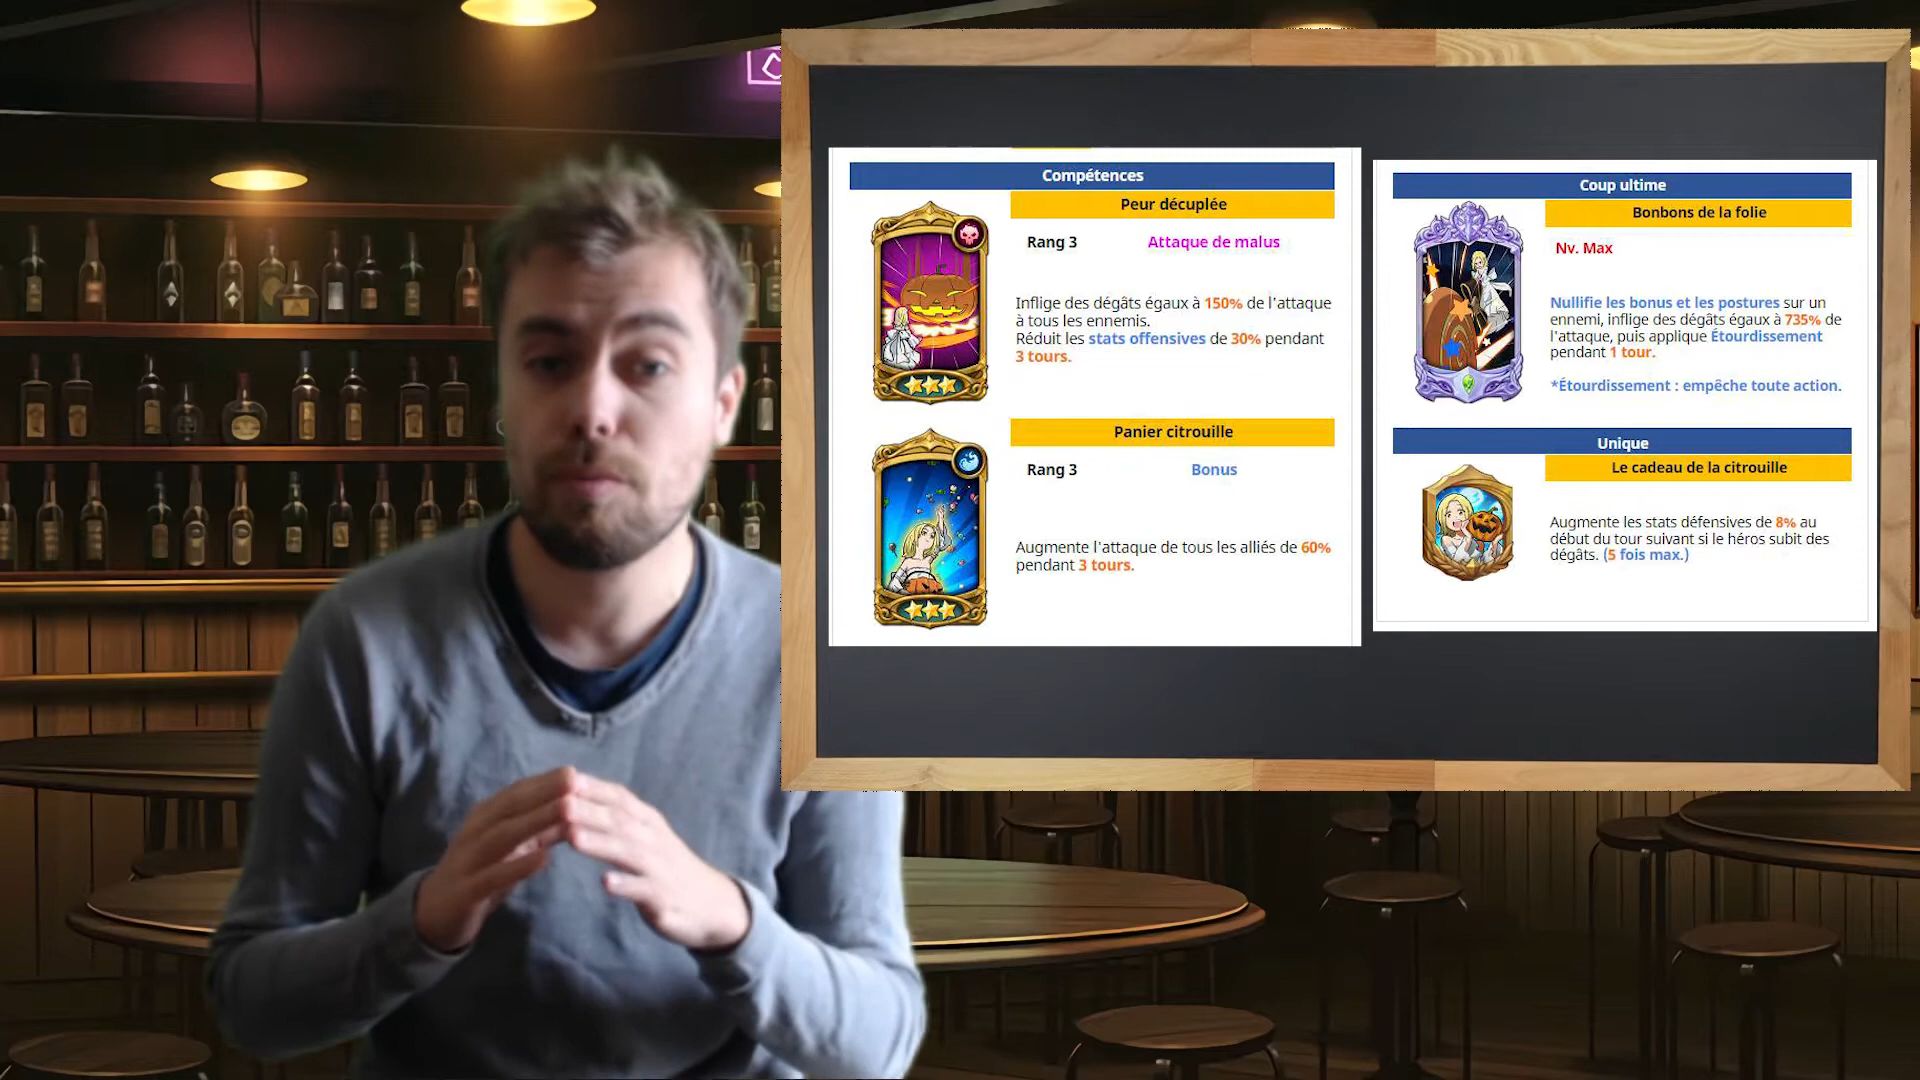 Compétences
Peur décuplée
Rang 3 Attaque de malus
Inflige des dégâts égaux à 150% de l'attaque
à tous les ennemis.
Réduit les stats offensives de 30% pendant
3 tours.
Panier citrouille
Rang 3 Bonus
Augmente l'attaque de tous les alliés de 60%
pendant 3 tours.
Coup ultime
Bonbons de la folie
Nv. Max
Nullifie les bonus et les postures sur un
ennemi, inflige des dégâts égaux à 735% de
l'attaque, puis applique Étourdissement
pendant 1 tour.
*Étourdissement : empêche toute action.
Unique
Le cadeau de la citrouille
Augmente les stats défensives de 8% au
début du tour suivant si le héros subit des
dégâts. (5 fois max.)